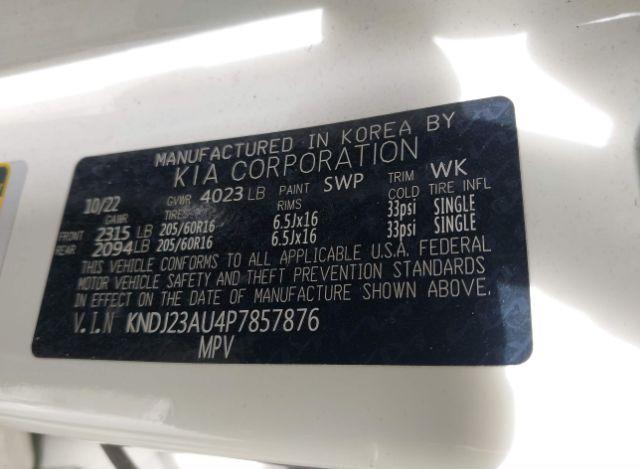 MANUFACTURED IN KOREA BY
KIA CORPORATION
10/22 GVWR 4023 LB PAINT SWP TRIM WK
GAWR TIRES RIMS COLD TIRE INFL
FRONT 2315 LB 205/60R16 6.5Jx16 33psi SINGLE
REAR 2094 LB 205/60R16 6.5Jx16 33psi SINGLE
THIS VEHICLE CONFORMS TO ALL APPLICABLE U.S.A. FEDERAL
MOTOR VEHICLE SAFETY AND THEFT PREVENTION STANDARDS
IN EFFECT ON THE DATE OF MANUFACTURE SHOWN ABOVE.
V.I.N KNDJ23AU4P7857876
MPV